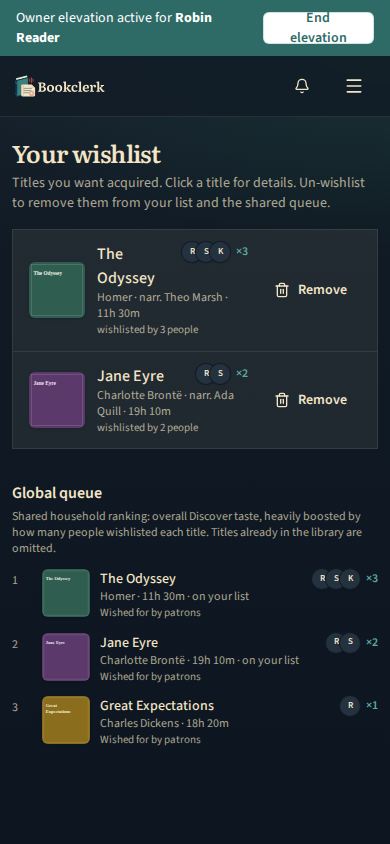 Owner elevation active for Robin
Reader
End
elevation
Bookclerk
Your wishlist
Titles you want acquired. Click a title for details. Un-wishlist
to remove them from your list and the shared queue.
The Odyssey
The
Odyssey
R S K ×3
Homer · narr. Theo Marsh ·
11h 30m
wishlisted by 3 people
Remove
Jane Eyre
Jane Eyre
R S ×2
Charlotte Brontë · narr. Ada
Quill · 19h 10m
wishlisted by 2 people
Remove
Global queue
Shared household ranking: overall Discover taste, heavily boosted by
how many people wishlisted each title. Titles already in the library are
omitted.
1
The Odyssey
The Odyssey
R S K ×3
Homer · 11h 30m · on your list
Wished for by patrons
2
Jane Eyre
Jane Eyre
R S ×2
Charlotte Brontë · 19h 10m · on your list
Wished for by patrons
3
Great
Expectations
Great Expectations
R ×1
Charles Dickens · 18h 20m
Wished for by patrons